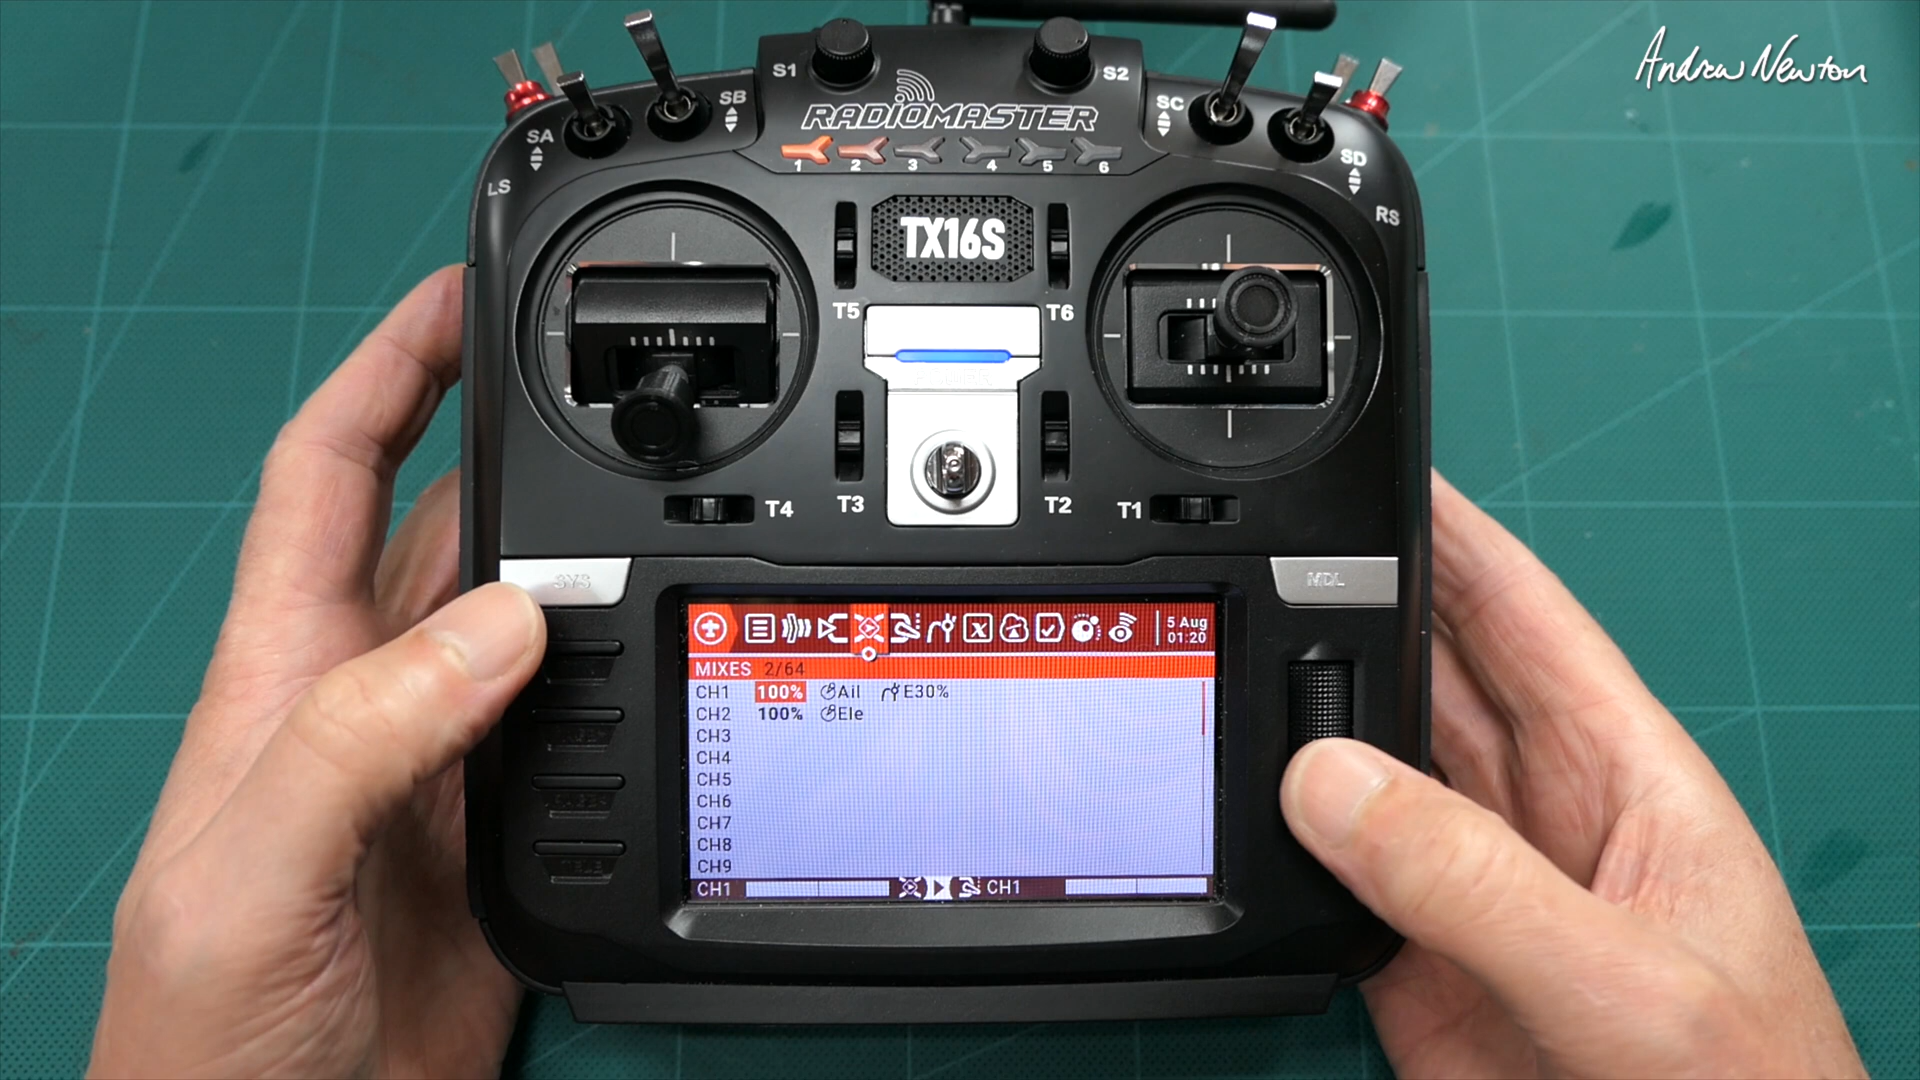 Andrew Newton
S1
S2
SB
SC
RADIOMASTER
SA
SD
1 2 3 4 5 6
LS
RS
TX16S
T5
T6
T4
T3
T2
T1
SYS
MDL
5 Aug
01:20
MIXES 2/64
CH1 100% Ail E30%
CH2 100% Ele
CH3
CH4
CH5
CH6
CH7
CH8
CH9
CH1 CH1
TELE